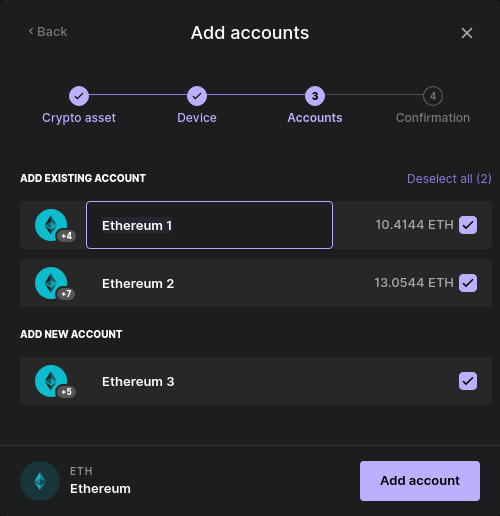 Back
Add accounts
3
4
Crypto asset
Device
Accounts
Confirmation
ADD EXISTING ACCOUNT
Deselect all (2)
+4
Ethereum 1
10.4144 ETH
+7
Ethereum 2
13.0544 ETH
ADD NEW ACCOUNT
+5
Ethereum 3
ETH
Ethereum
Add account